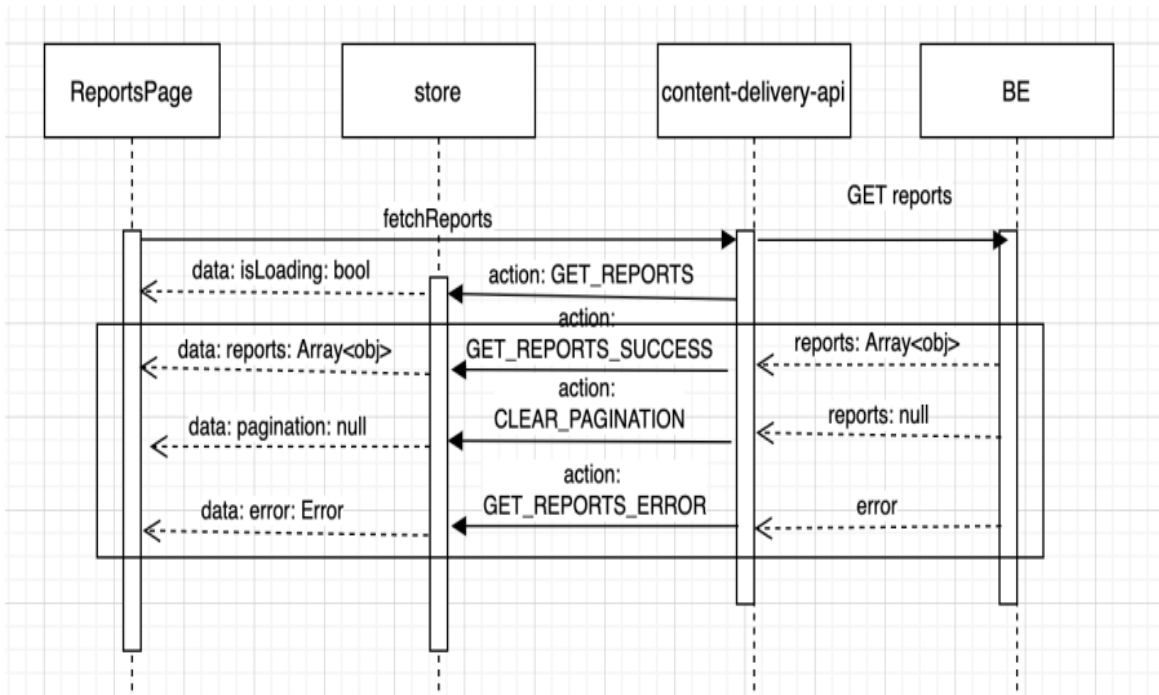 ReportsPage
store
content-delivery-api
BE
GET reports
fetchReports
data: isLoading: bool
action: GET_REPORTS
action:
GET_REPORTS_SUCCESS
data: reports: Array<obj>
reports: Array<obj>
action:
CLEAR_PAGINATION
data: pagination: null
reports: null
action:
GET_REPORTS_ERROR
data: error: Error
error